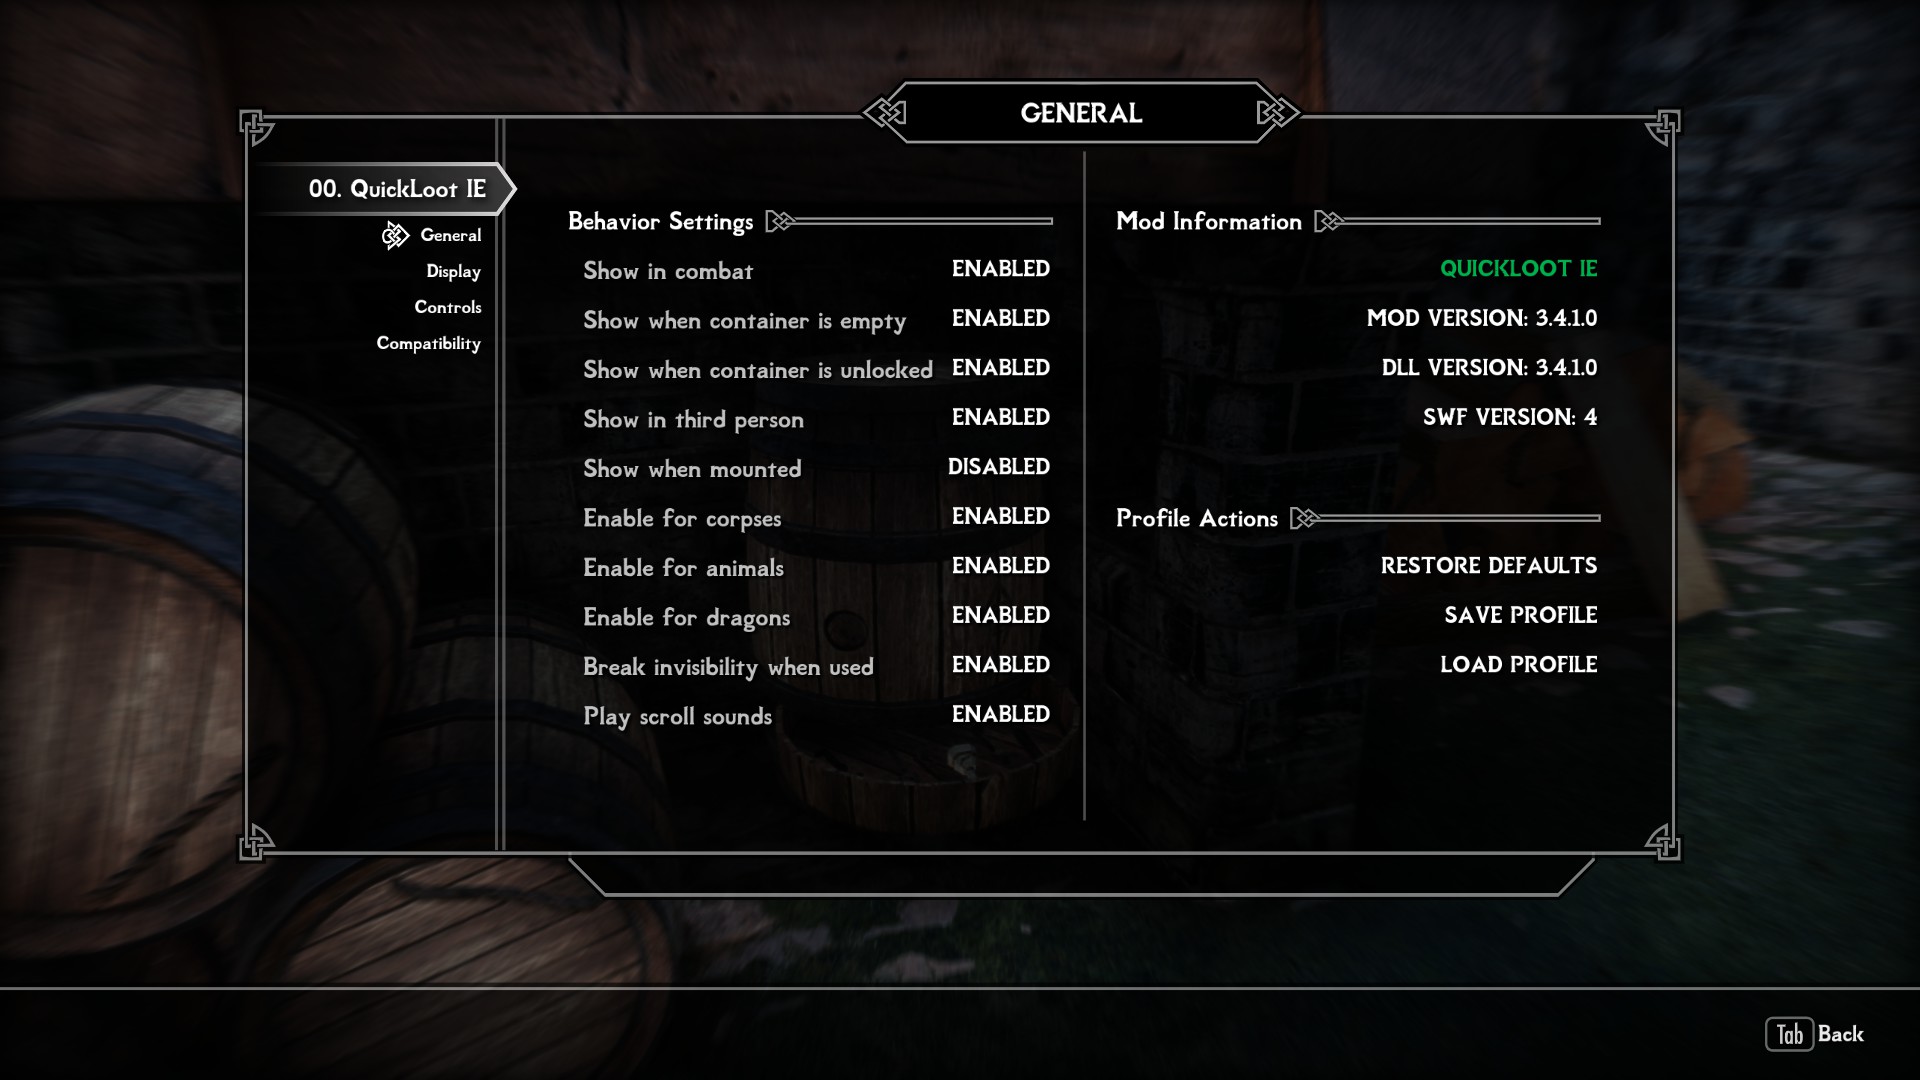 GENERAL
00. QuickLoot IE
General
Display
Controls
Compatibility
Behavior Settings
Show in combat ENABLED
Show when container is empty ENABLED
Show when container is unlocked ENABLED
Show in third person ENABLED
Show when mounted DISABLED
Enable for corpses ENABLED
Enable for animals ENABLED
Enable for dragons ENABLED
Break invisibility when used ENABLED
Play scroll sounds ENABLED
Mod Information
QUICKLOOT IE
MOD VERSION: 3.4.1.0
DLL VERSION: 3.4.1.0
SWF VERSION: 4
Profile Actions
RESTORE DEFAULTS
SAVE PROFILE
LOAD PROFILE
Tab Back